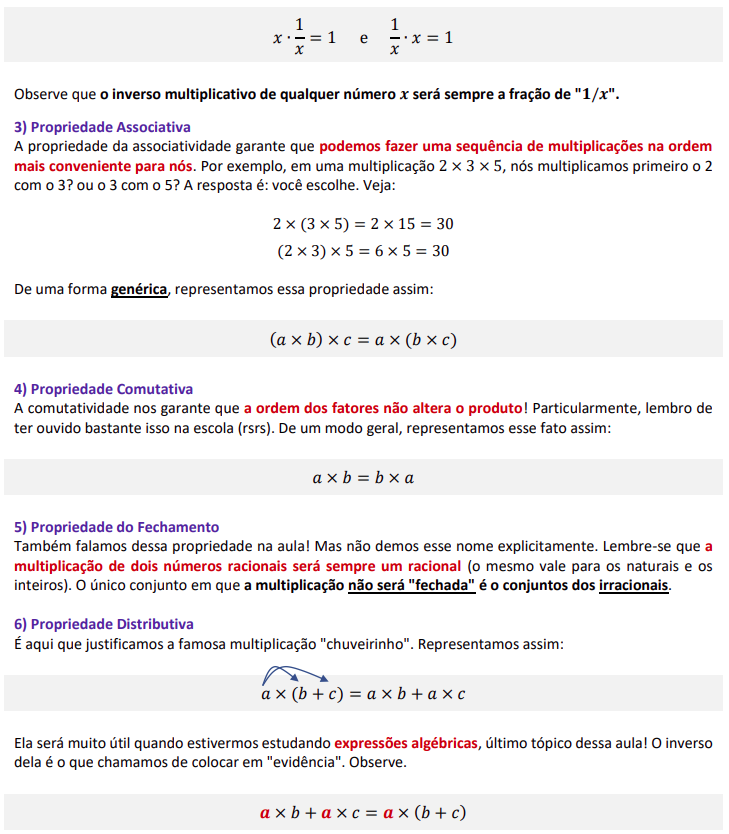 x · 1/x = 1 e 1/x · x = 1
Observe que o inverso multiplicativo de qualquer número x será sempre a fração de "1/x".
3) Propriedade Associativa
A propriedade da associatividade garante que podemos fazer uma sequência de multiplicações na ordem
mais conveniente para nós. Por exemplo, em uma multiplicação 2 × 3 × 5, nós multiplicamos primeiro o 2
com o 3? ou o 3 com o 5? A resposta é: você escolhe. Veja:
2 × (3 × 5) = 2 × 15 = 30
(2 × 3) × 5 = 6 × 5 = 30
De uma forma genérica, representamos essa propriedade assim:
(a × b) × c = a × (b × c)
4) Propriedade Comutativa
A comutatividade nos garante que a ordem dos fatores não altera o produto! Particularmente, lembro de
ter ouvido bastante isso na escola (rsrs). De um modo geral, representamos esse fato assim:
a × b = b × a
5) Propriedade do Fechamento
Também falamos dessa propriedade na aula! Mas não demos esse nome explicitamente. Lembre-se que a
multiplicação de dois números racionais será sempre um racional (o mesmo vale para os naturais e os
inteiros). O único conjunto em que a multiplicação não será "fechada" é o conjuntos dos irracionais.
6) Propriedade Distributiva
É aqui que justificamos a famosa multiplicação "chuveirinho". Representamos assim:
a × (b + c) = a × b + a × c
Ela será muito útil quando estivermos estudando expressões algébricas, último tópico dessa aula! O inverso
dela é o que chamamos de colocar em "evidência". Observe.
a × b + a × c = a × (b + c)